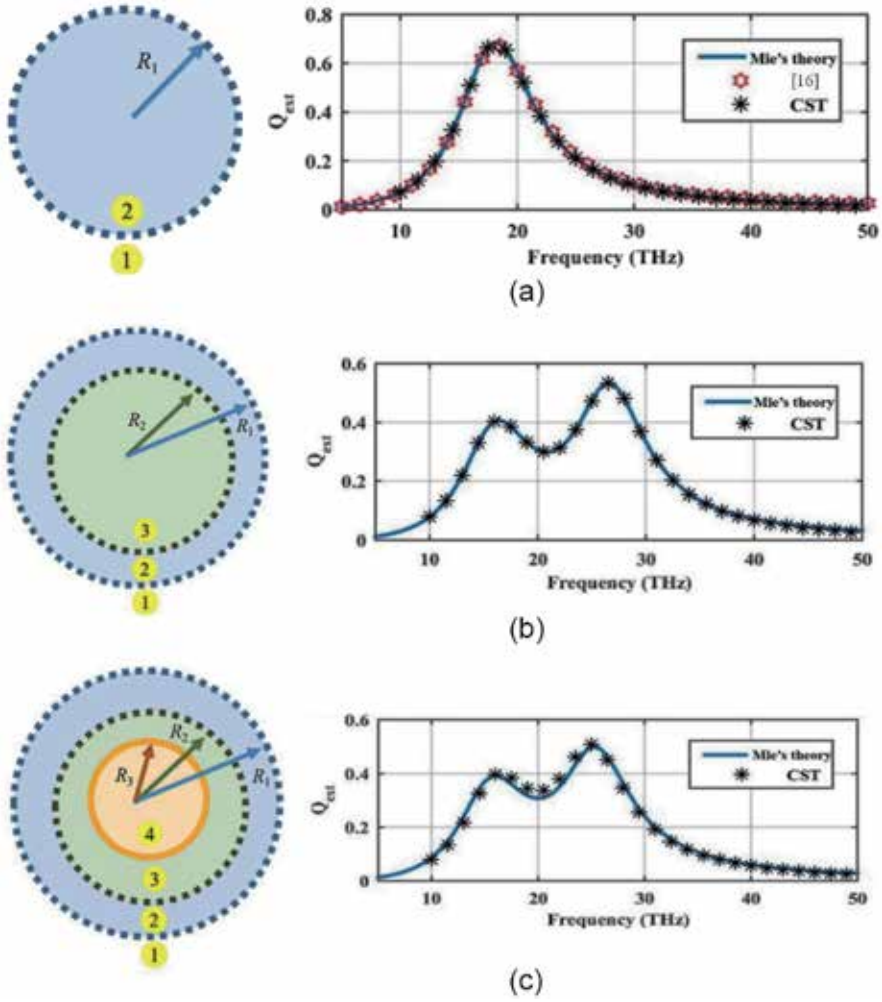 R1
2
1
0.8
0.6
0.4
0.2
0
Qext
Mie's theory
[16]
CST
10 20 30 40 50
Frequency (THz)
(a)
R2
R1
3
2
1
0.6
0.4
0.2
0
Qext
Mie's theory
CST
10 20 30 40 50
Frequency (THz)
(b)
R2
R3
R1
4
3
2
1
0.6
0.4
0.2
0
Qext
Mie's theory
CST
10 20 30 40 50
Frequency (THz)
(c)